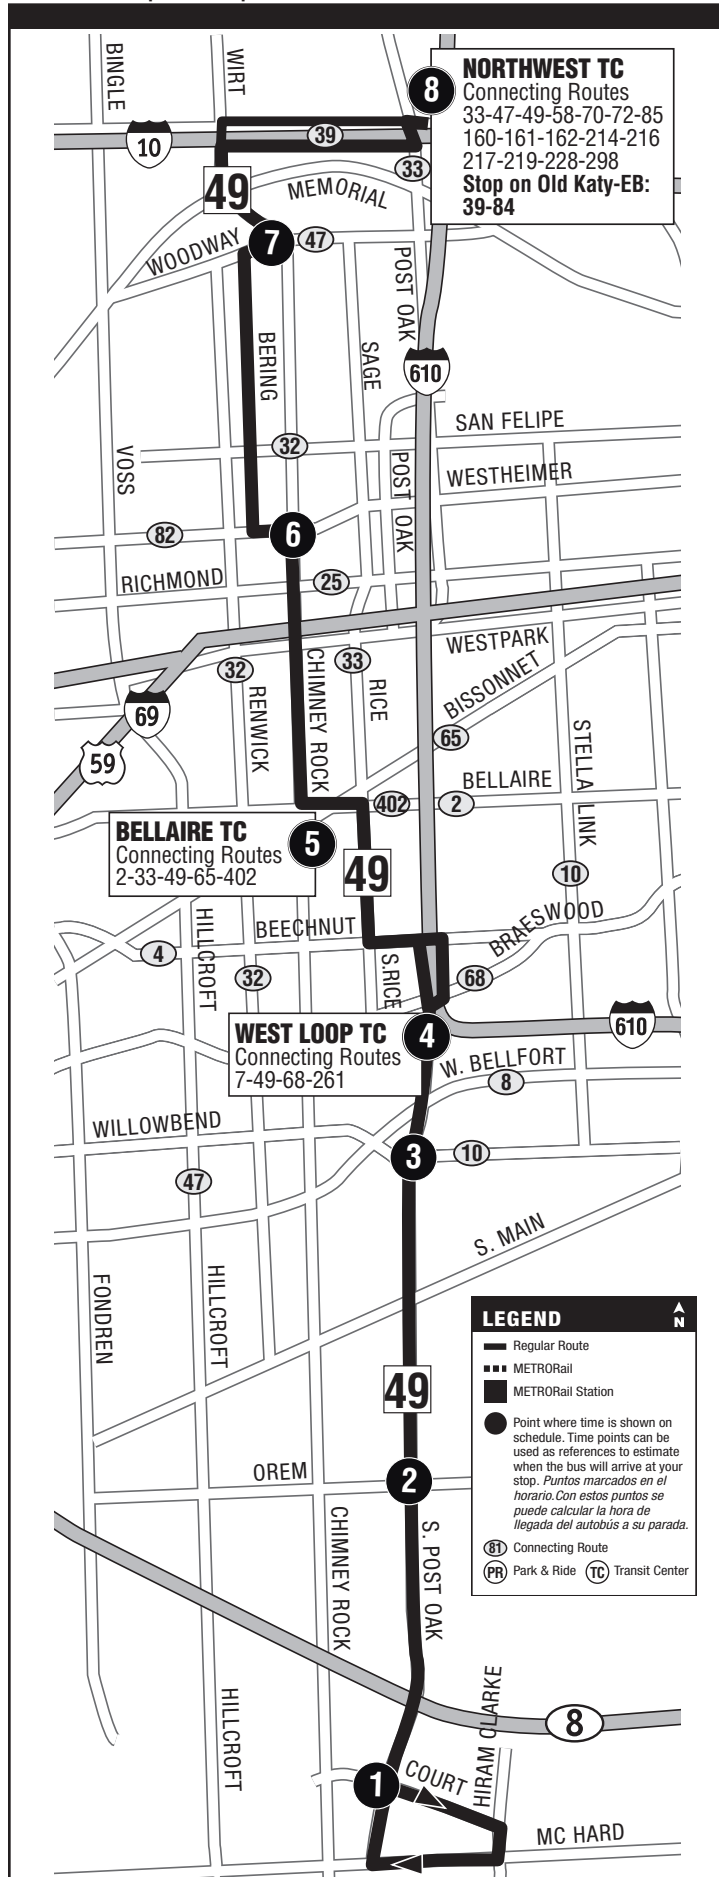 BINGLE
WIRT
8
NORTHWEST TC
Connecting Routes
33-47-49-58-70-72-85
160-161-162-214-216
217-219-228-298
Stop on Old Katy-EB:
39-84
10
39
33
49
MEMORIAL
7
47
WOODWAY
POST OAK
BERING
SAGE
610
SAN FELIPE
32
VOSS
POST OAK
WESTHEIMER
82
6
RICHMOND
25
WESTPARK
32
33
CHIMNEY ROCK
RENWICK
RICE
BISSONNET
69
STELLA LINK
65
59
BELLAIRE
402
2
BELLAIRE TC
Connecting Routes
2-33-49-65-402
5
49
10
HILLCROFT
BEECHNUT
BRAESWOOD
4
32
S.RICE
68
WEST LOOP TC
Connecting Routes
7-49-68-261
4
610
W. BELLFORT
8
WILLOWBEND
3
10
47
S. MAIN
FONDREN
HILLCROFT
LEGEND
N
Regular Route
METRORail
METRORail Station
Point where time is shown on
schedule. Time points can be
used as references to estimate
when the bus will arrive at your
stop. Puntos marcados en el
horario.Con estos puntos se
puede calcular la hora de
llegada del autobús a su parada.
81 Connecting Route
PR Park & Ride TC Transit Center
49
OREM
2
CHIMNEY ROCK
S. POST OAK
HILLCROFT
HIRAM CLARKE
8
1
COURT
MC HARD